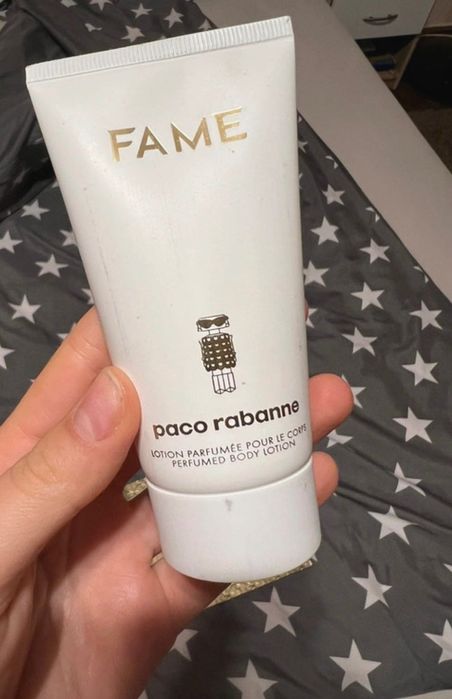 FAME
paco rabanne
LOTION PARFUMÉE POUR LE CORPS
PERFUMED BODY LOTION